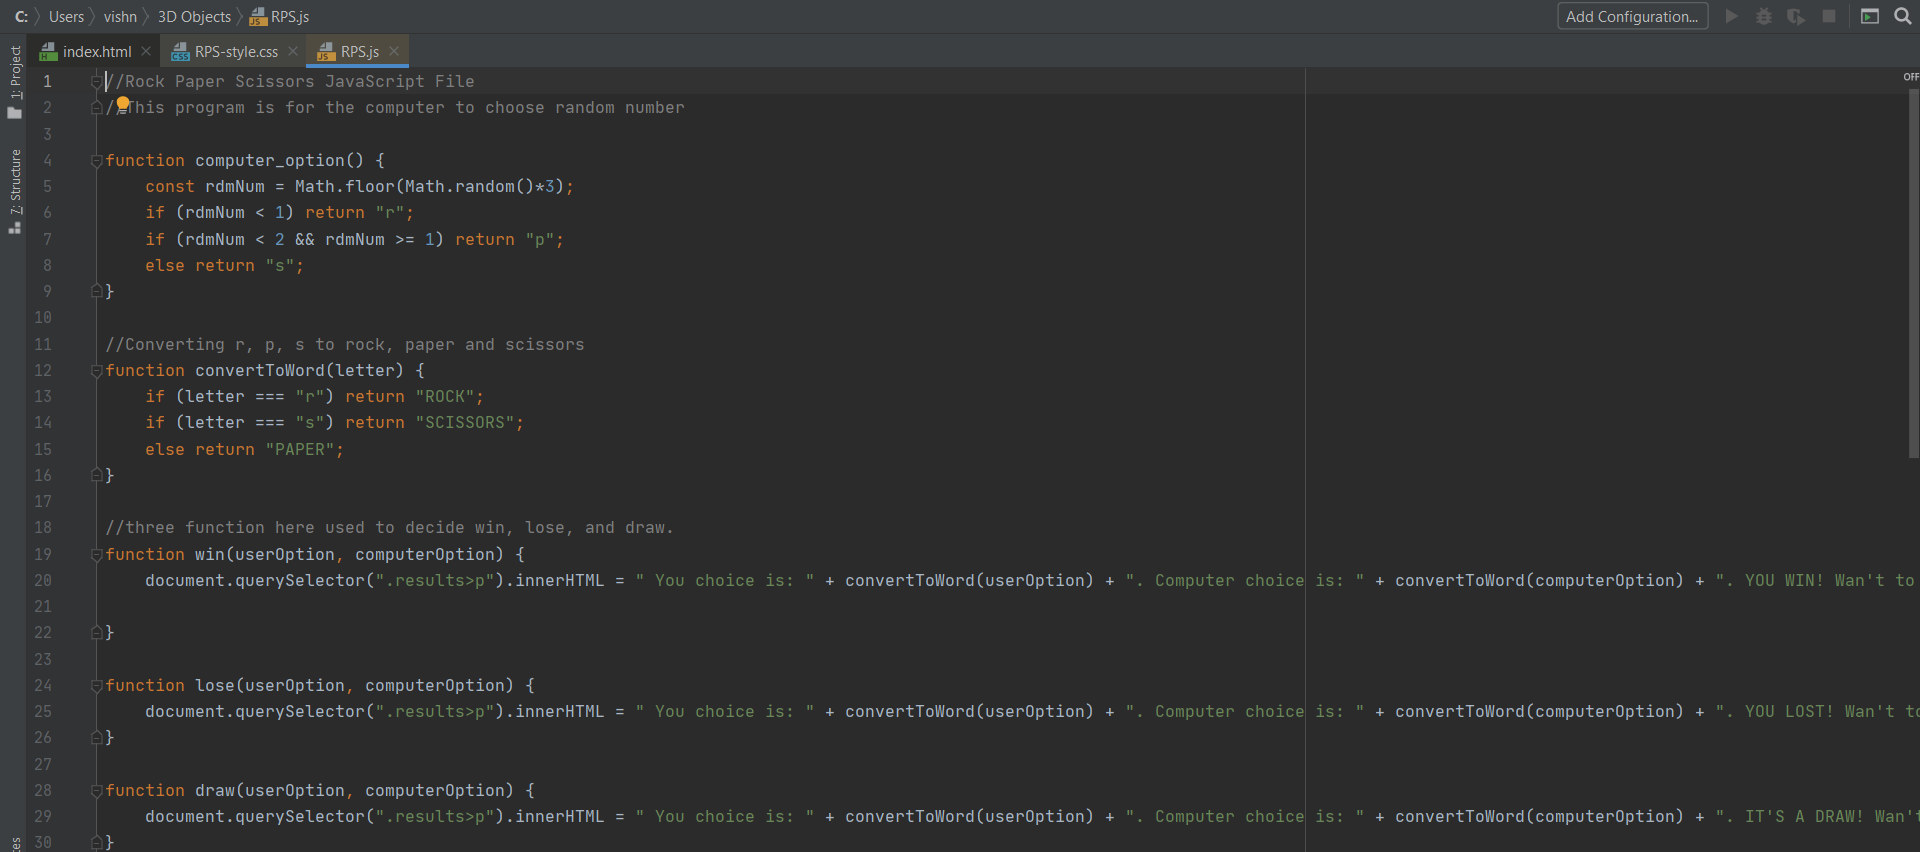 C: Users vishn 3D Objects RPS.js Add Configuration...
index.html RPS-style.css RPS.js
1: Project
7: Structure
OFF
1 //Rock Paper Scissors JavaScript File
2 //This program is for the computer to choose random number
3
4 function computer_option() {
5 const rdmNum = Math.floor(Math.random()*3);
6 if (rdmNum < 1) return "r";
7 if (rdmNum < 2 && rdmNum >= 1) return "p";
8 else return "s";
9 }
10
11 //Converting r, p, s to rock, paper and scissors
12 function convertToWord(letter) {
13 if (letter === "r") return "ROCK";
14 if (letter === "s") return "SCISSORS";
15 else return "PAPER";
16 }
17
18 //three function here used to decide win, lose, and draw.
19 function win(userOption, computerOption) {
20 document.querySelector(".results>p").innerHTML = " You choice is: " + convertToWord(userOption) + ". Computer choice is: " + convertToWord(computerOption) + ". YOU WIN! Wan't to
21
22 }
23
24 function lose(userOption, computerOption) {
25 document.querySelector(".results>p").innerHTML = " You choice is: " + convertToWord(userOption) + ". Computer choice is: " + convertToWord(computerOption) + ". YOU LOST! Wan't to
26 }
27
28 function draw(userOption, computerOption) {
29 document.querySelector(".results>p").innerHTML = " You choice is: " + convertToWord(userOption) + ". Computer choice is: " + convertToWord(computerOption) + ". IT'S A DRAW! Wan't
30 }